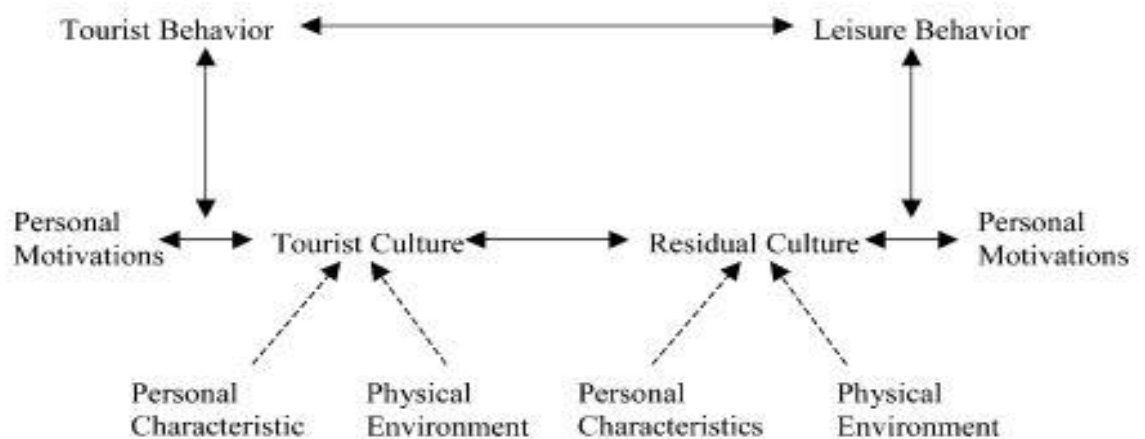 Tourist Behavior
Leisure Behavior
Personal
Motivations
Tourist Culture
Residual Culture
Personal
Motivations
Personal
Characteristic
Physical
Environment
Personal
Characteristics
Physical
Environment